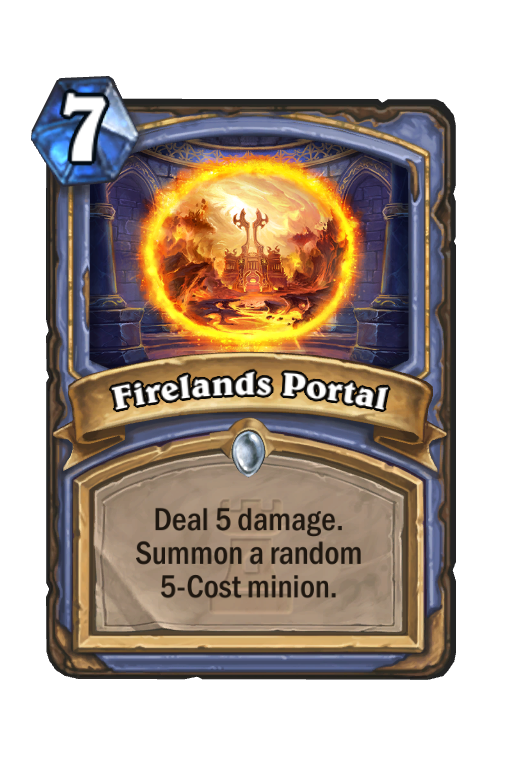 7
Firelands Portal
Deal 5 damage.
Summon a random
5-Cost minion.